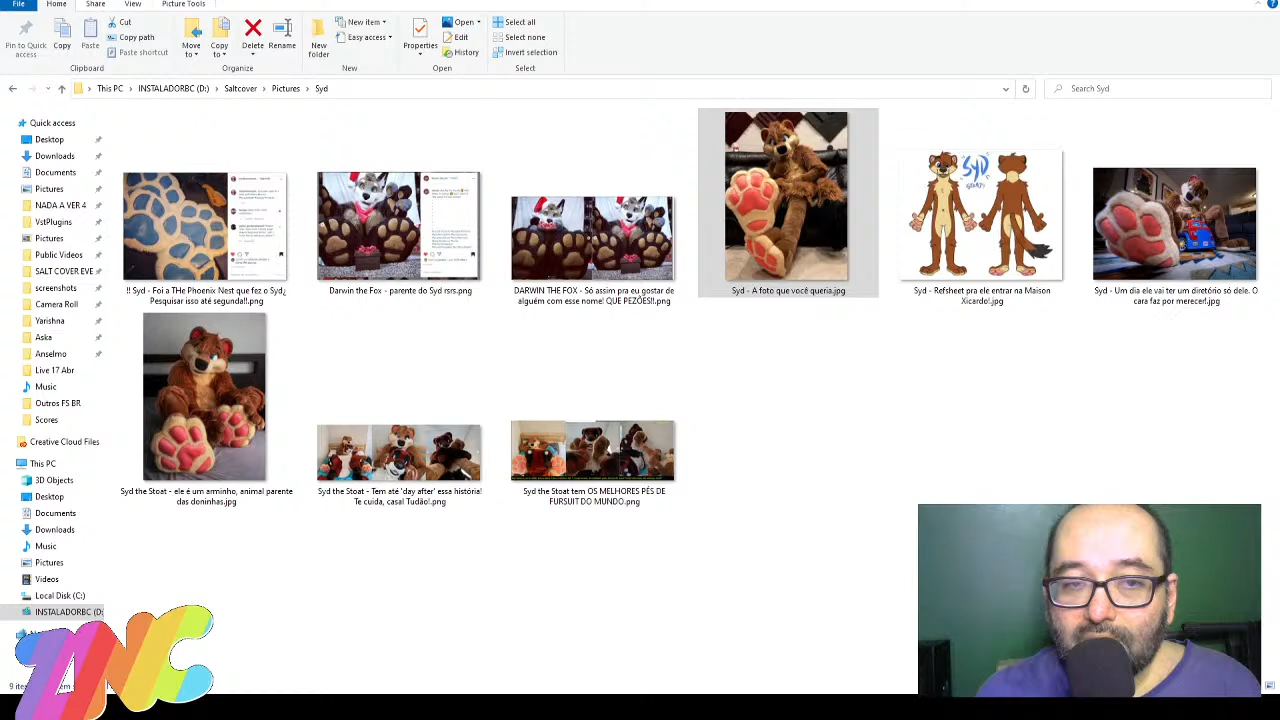 File Home Share View Picture Tools
Cut
Copy path
Paste shortcut
Pin to Quick access
Copy
Paste
Move to
Copy to
Delete
Rename
New folder
New item
Easy access
Properties
Open
Edit
History
Select all
Select none
Invert selection
Clipboard Organize New Open Select
This PC > INSTALADORBC (D:) > Saltcover > Pictures > Syd
Search Syd
Quick access
Desktop
Downloads
Documents
Pictures
NADA A VER 4
VstPlugins
Pictures
Public Videos
SALT COVER EVE
screenshots
Camera Roll
Yarishna
Aska
Anselmo
Live 17 Abr
Music
Outros FS BR
Scores
Creative Cloud Files
This PC
3D Objects
Desktop
Documents
Downloads
Music
Pictures
Videos
Local Disk (C:)
INSTALADORBC (D:
!! Syd - Foi a THe Phoenix Nest que fez o Syd¿
Pesquisar isso até segunda!!.png
Darwin the Fox - parente do Syd rsrs.png
DARWIN THE FOX - Só assim pra eu gostar de
alguém com esse nome! QUE PEZÕES!!.png
Syd - A foto que você queria.jpg
SYD
Syd - Refsheet pra ele entrar na Maison
Xicardo!.jpg
Syd - Um dia ele vai ter um diretório só dele. O
cara faz por merecer!.jpg
Syd the Stoat - ele é um arminho, animal parente
das doninhas.jpg
Syd the Stoat - Tem até 'day after' essa história!
Te cuida, casal Tudão!.png
Syd the Stoat tem OS MELHORES PÉS DE
FURSUIT DO MUNDO.png
ANC